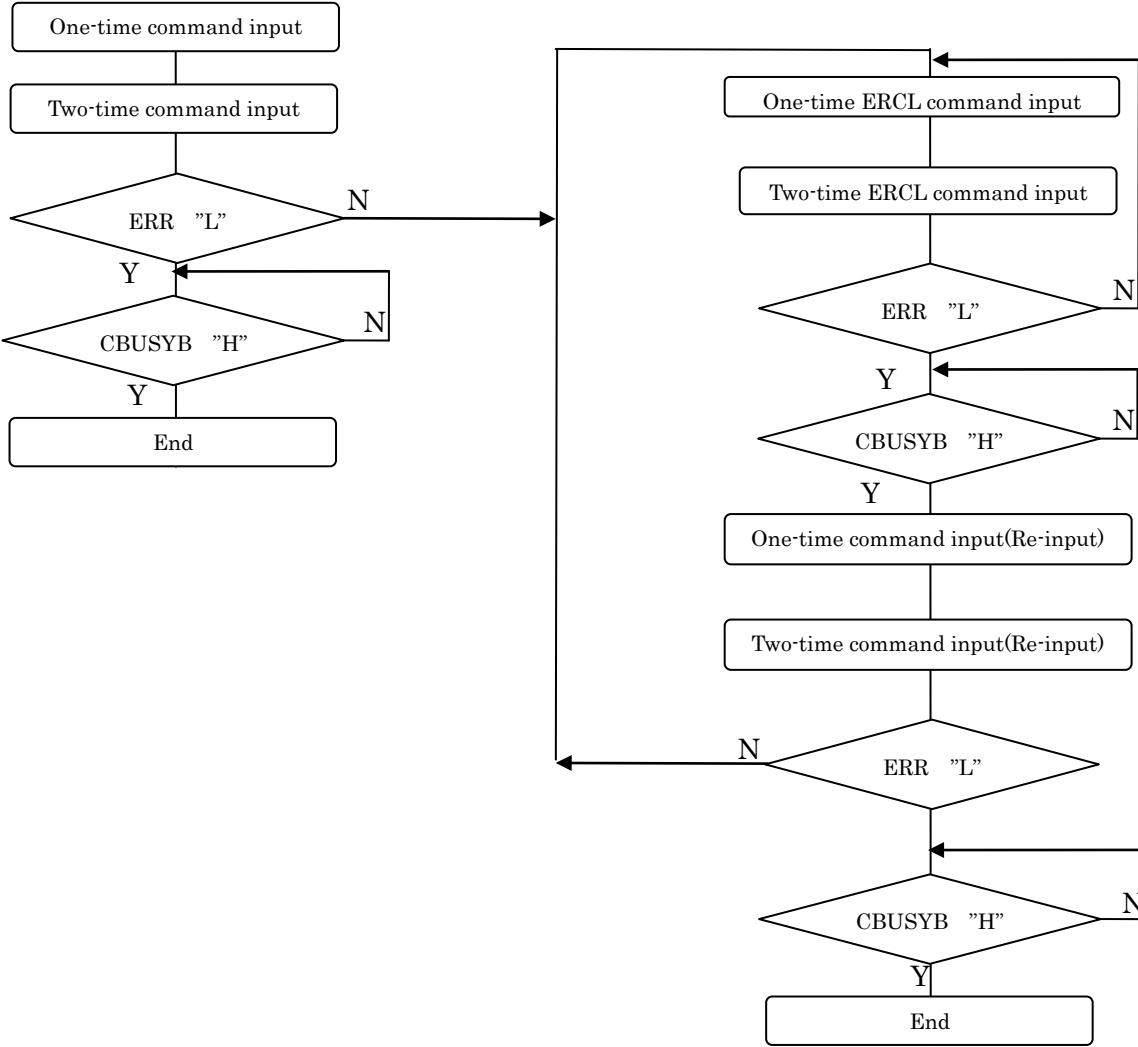 One-time command input
Two-time command input
ERR ”L”
N
Y
CBUSYB ”H”
N
Y
End
One-time ERCL command input
Two-time ERCL command input
ERR ”L”
N
Y
CBUSYB ”H”
N
Y
One-time command input(Re-input)
Two-time command input(Re-input)
N
ERR ”L”
CBUSYB ”H”
N
Y
End